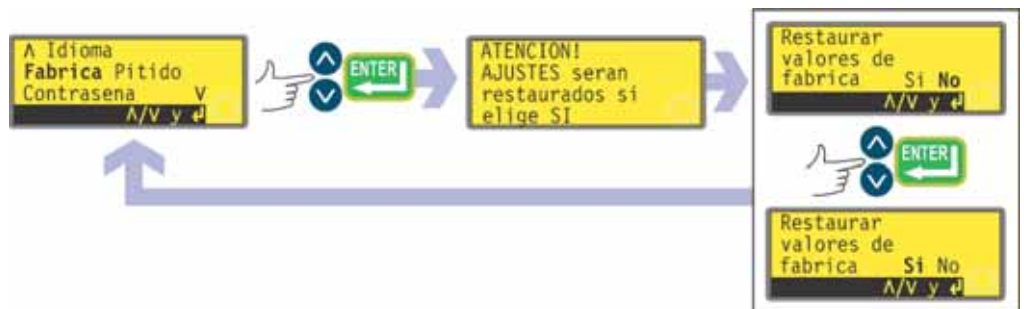 Λ Idioma
Fabrica Pitido
Contrasena V
Λ/V y ↲
ENTER
ATENCION!
AJUSTES seran
restaurados si
elige SI
Restaurar
valores de
fabrica Si No
Λ/V y ↲
ENTER
Restaurar
valores de
fabrica Si No
Λ/V y ↲